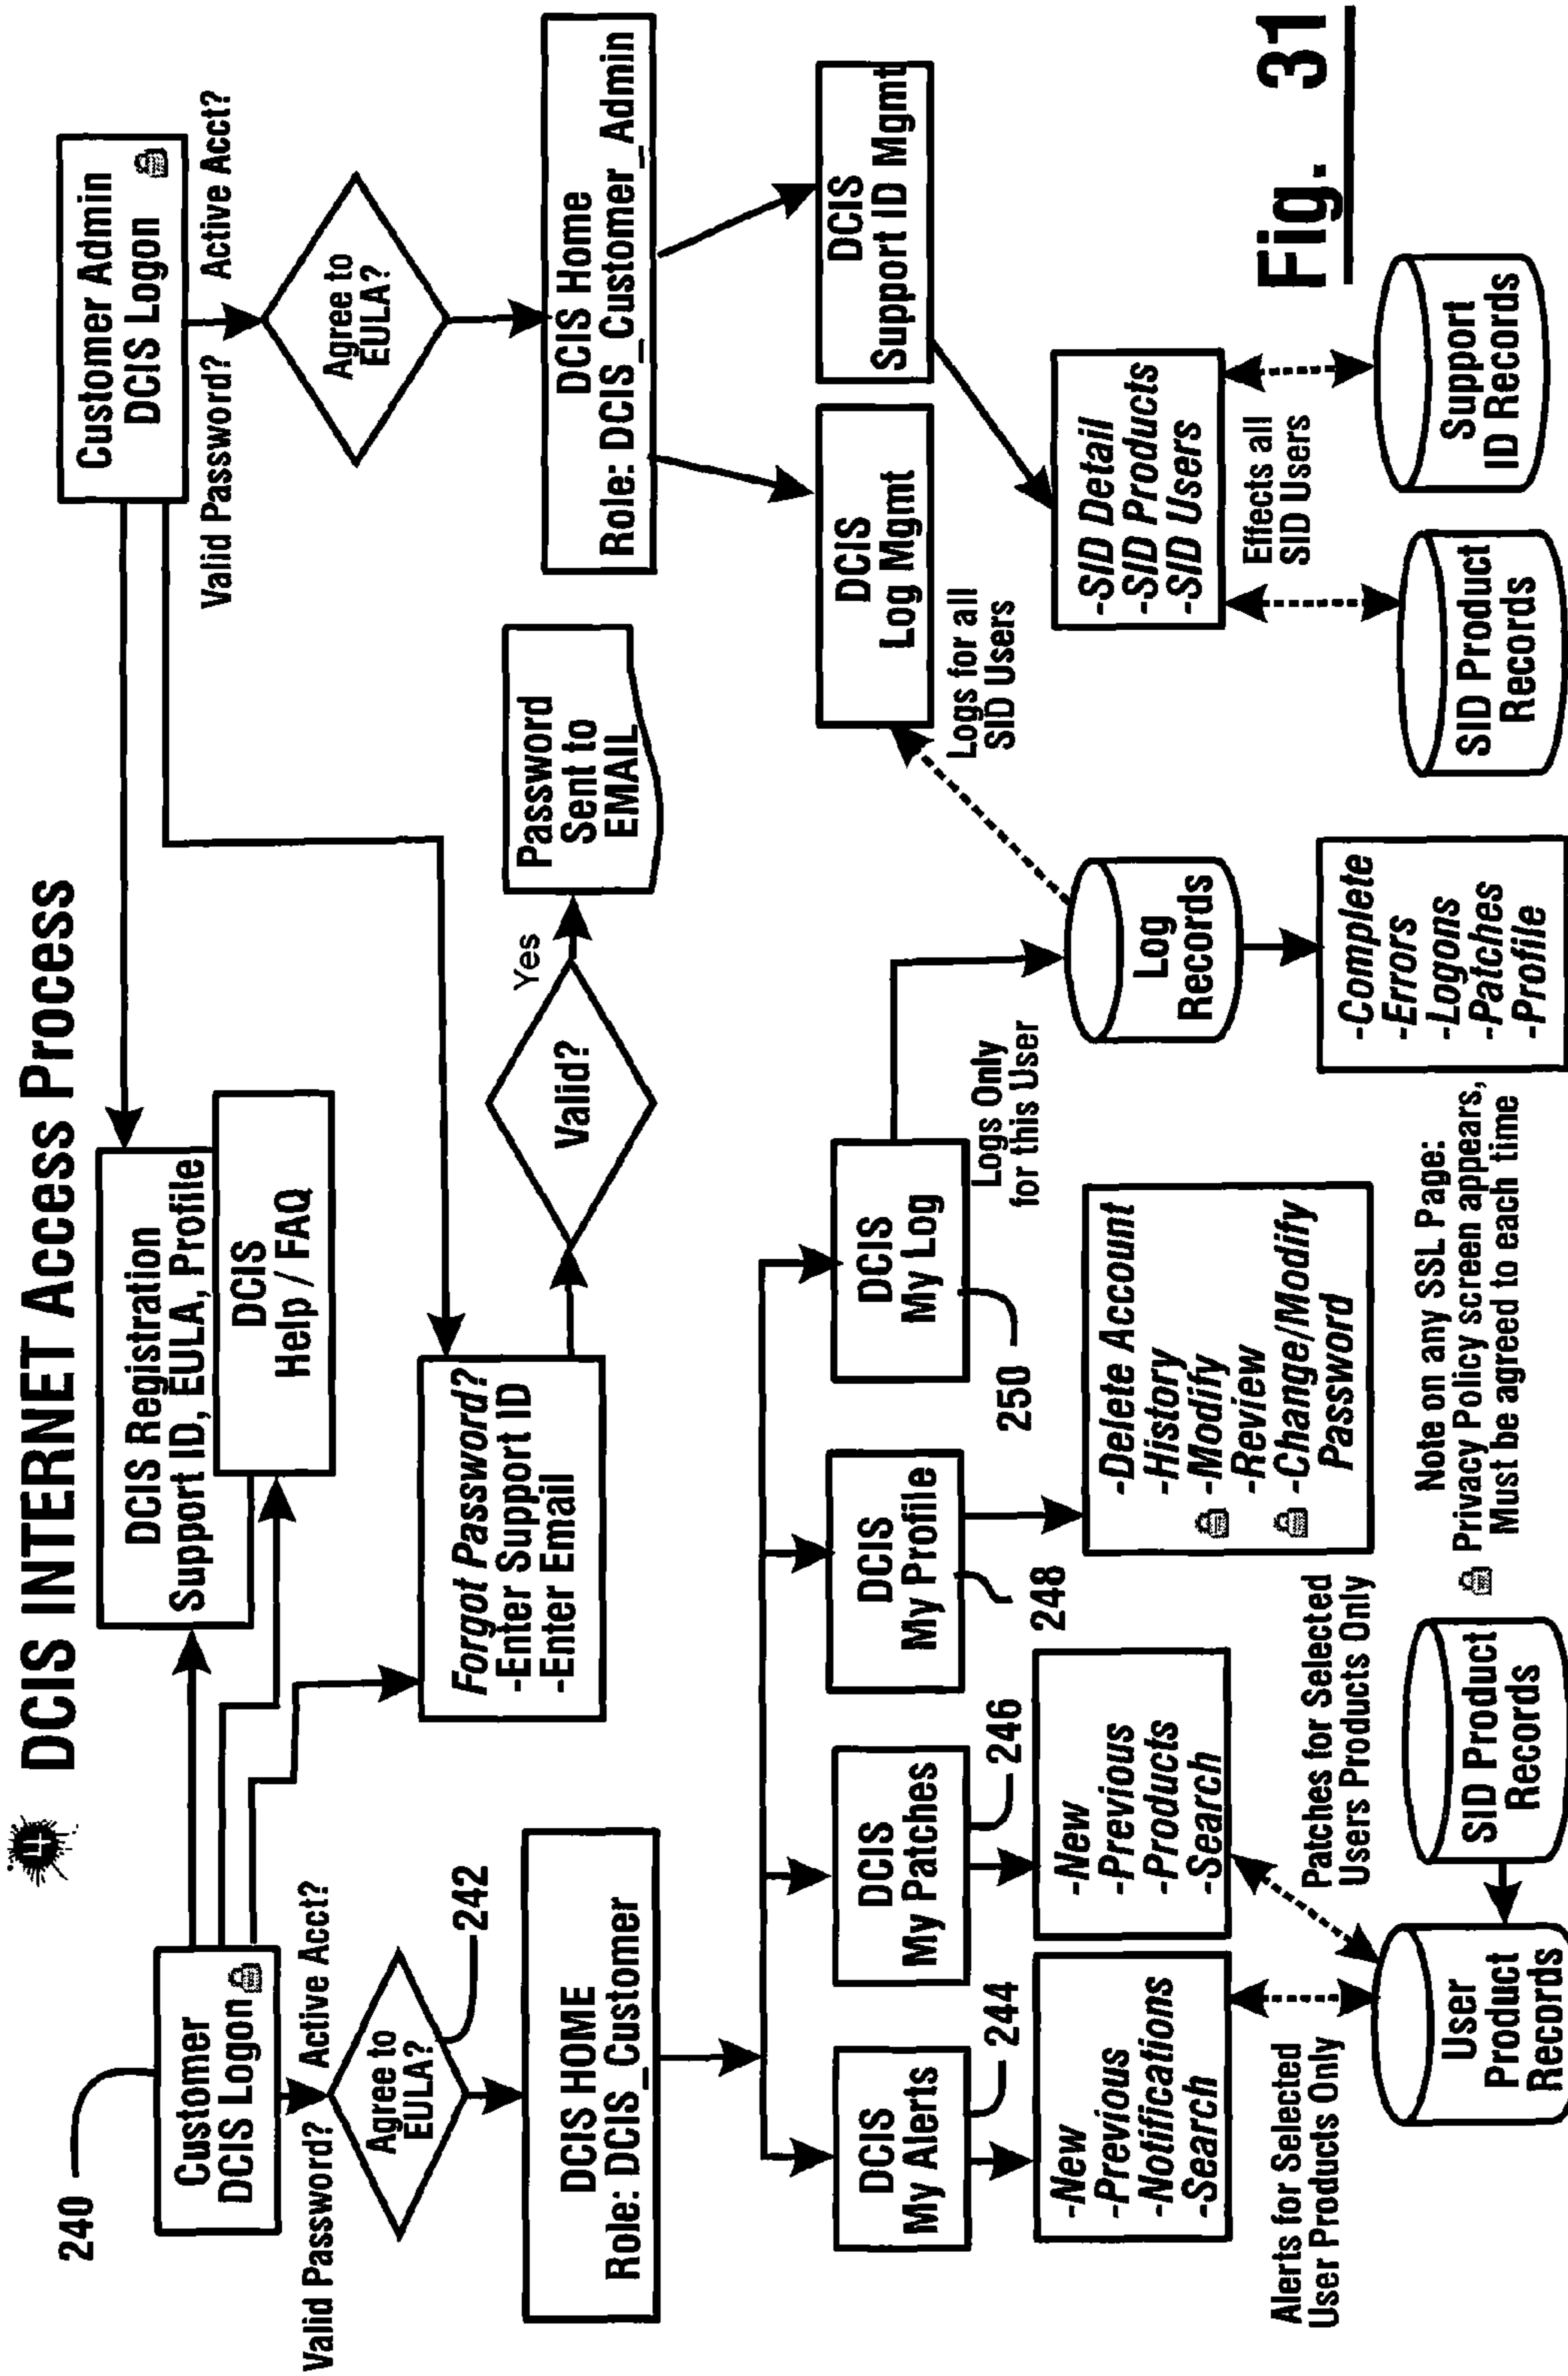 DCIS INTERNET Access Process
240
Customer
DCIS Logon
Valid Password?
Active Acct?
Agree to
EULA?
242
DCIS HOME
Role: DCIS_Customer
DCIS Registration
Support ID, EULA, Profile
DCIS
Help / FAQ
Forgot Password?
-Enter Support ID
-Enter Email
Valid?
Yes
Password
Sent to
EMAIL
Customer Admin
DCIS Logon
Valid Password?
Active Acct?
Agree to
EULA?
DCIS Home
Role: DCIS_Customer_Admin
DCIS
My Alerts
244
-New
-Previous
-Notifications
-Search
Alerts for Selected
User Products Only
DCIS
My Patches
246
-New
-Previous
-Products
-Search
Patches for Selected
Users Products Only
User
Product
Records
SID Product
Records
DCIS
My Profile
248
-Delete Account
-History
-Modify
-Review
-Change/Modify
Password
Note on any SSL Page:
Privacy Policy screen appears,
Must be agreed to each time
DCIS
My Log
250
Logs Only
for this User
Log
Records
-Complete
-Errors
-Logons
-Patches
-Profile
DCIS
Log Mgmt
Logs for all
SID Users
DCIS
Support ID Mgmt
-SID Detail
-SID Products
-SID Users
Effects all
SID Users
SID Product
Records
Support
ID Records
Fig. 31